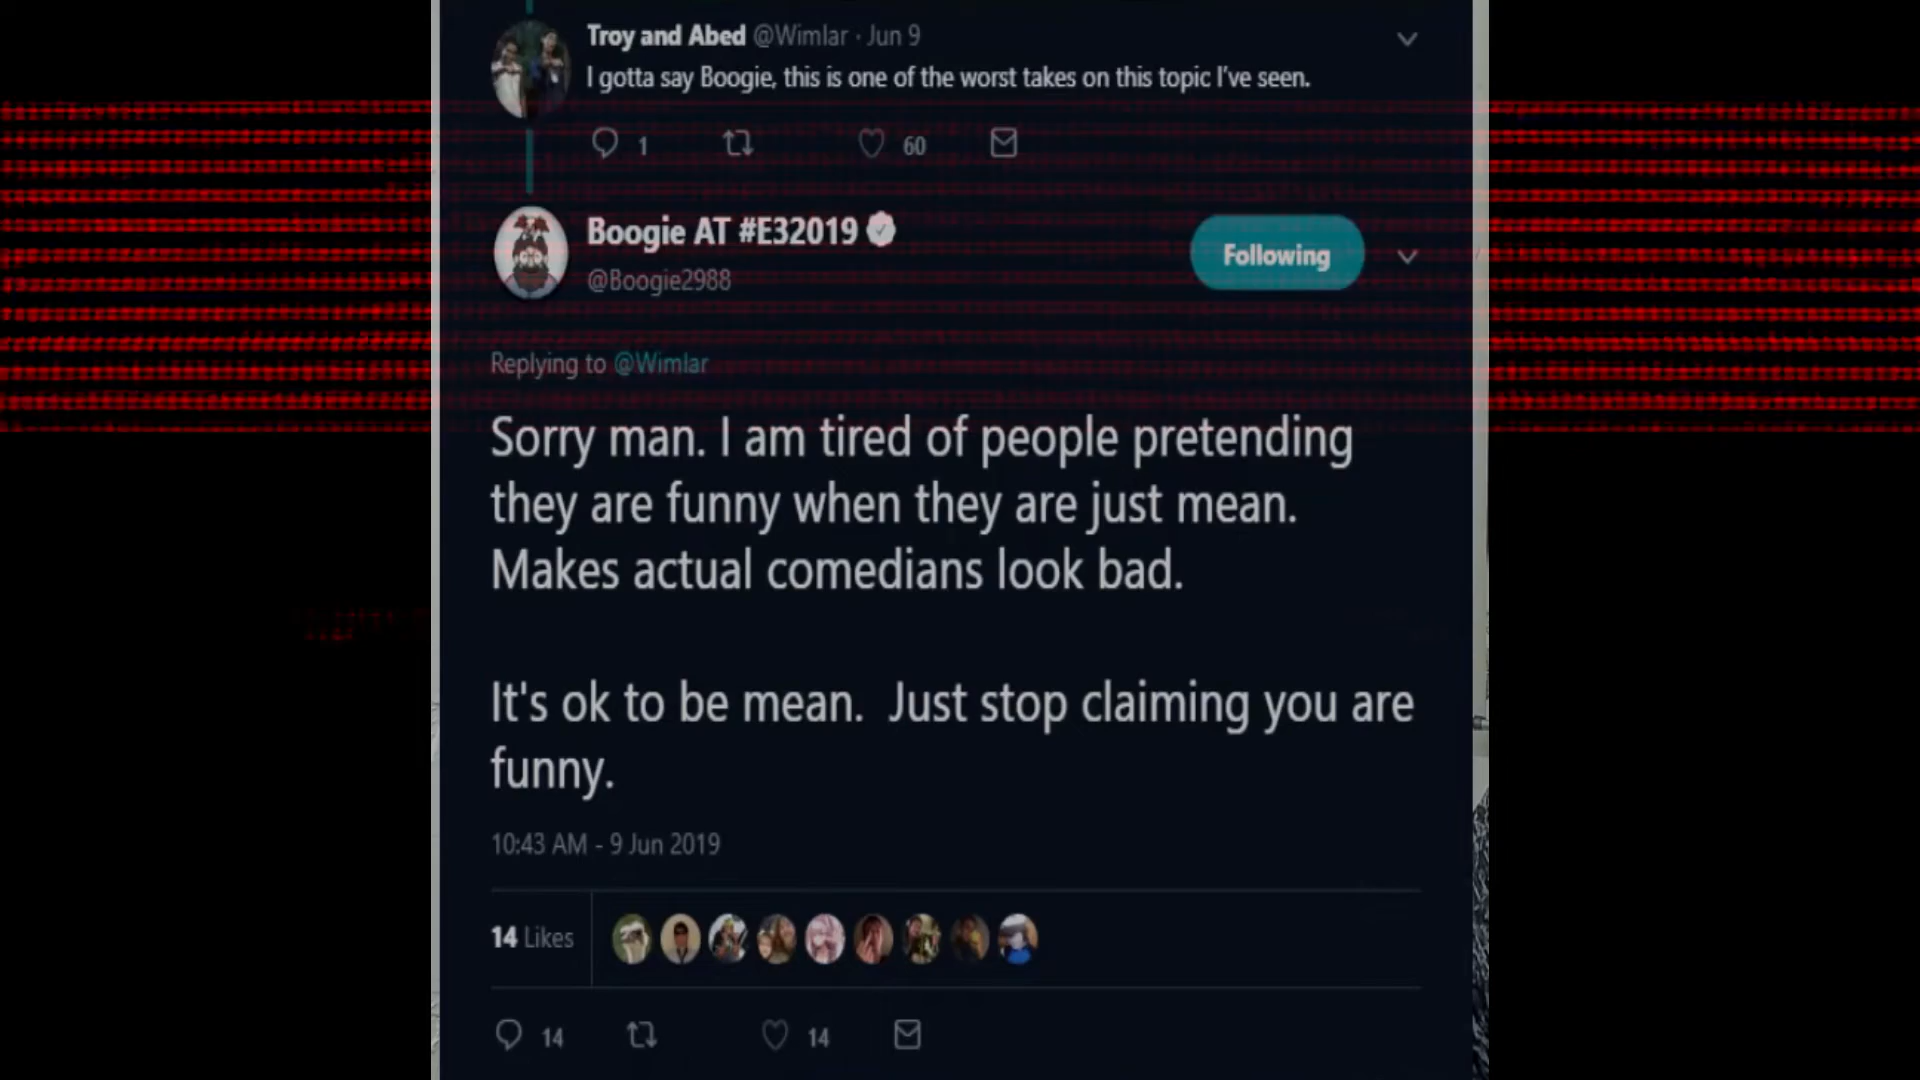 Troy and Abed @Wimlar · Jun 9
I gotta say Boogie, this is one of the worst takes on this topic I've seen.
1 60
Boogie AT #E32019
@Boogie2988
Following
Replying to @Wimlar
Sorry man. I am tired of people pretending
they are funny when they are just mean.
Makes actual comedians look bad.
It's ok to be mean.  Just stop claiming you are
funny.
10:43 AM - 9 Jun 2019
14 Likes
14 14